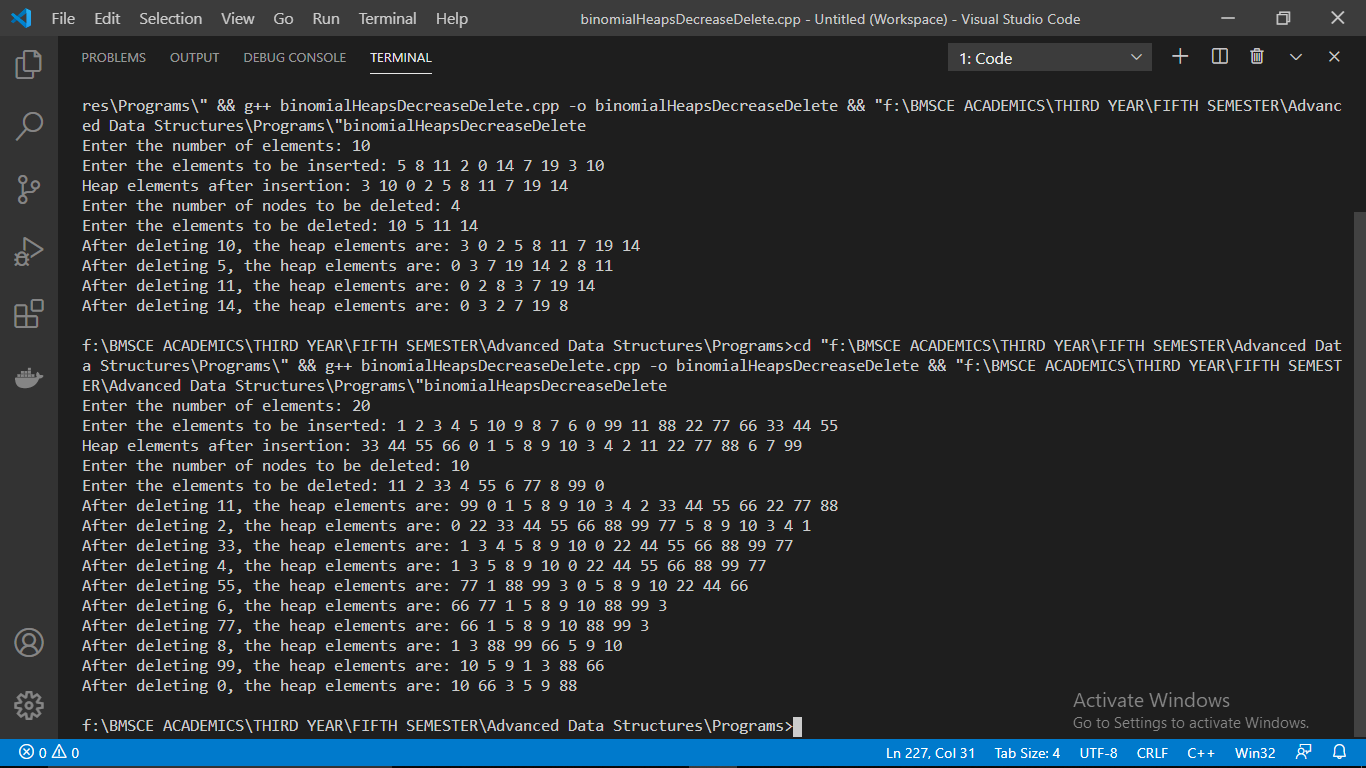 File Edit Selection View Go Run Terminal Help binomialHeapsDecreaseDelete.cpp - Untitled (Workspace) - Visual Studio Code
PROBLEMS OUTPUT DEBUG CONSOLE TERMINAL 1: Code
res\Programs\" && g++ binomialHeapsDecreaseDelete.cpp -o binomialHeapsDecreaseDelete && "f:\BMSCE ACADEMICS\THIRD YEAR\FIFTH SEMESTER\Advanc
ed Data Structures\Programs\"binomialHeapsDecreaseDelete
Enter the number of elements: 10
Enter the elements to be inserted: 5 8 11 2 0 14 7 19 3 10
Heap elements after insertion: 3 10 0 2 5 8 11 7 19 14
Enter the number of nodes to be deleted: 4
Enter the elements to be deleted: 10 5 11 14
After deleting 10, the heap elements are: 3 0 2 5 8 11 7 19 14
After deleting 5, the heap elements are: 0 3 7 19 14 2 8 11
After deleting 11, the heap elements are: 0 2 8 3 7 19 14
After deleting 14, the heap elements are: 0 3 2 7 19 8
f:\BMSCE ACADEMICS\THIRD YEAR\FIFTH SEMESTER\Advanced Data Structures\Programs>cd "f:\BMSCE ACADEMICS\THIRD YEAR\FIFTH SEMESTER\Advanced Dat
a Structures\Programs\" && g++ binomialHeapsDecreaseDelete.cpp -o binomialHeapsDecreaseDelete && "f:\BMSCE ACADEMICS\THIRD YEAR\FIFTH SEMEST
ER\Advanced Data Structures\Programs\"binomialHeapsDecreaseDelete
Enter the number of elements: 20
Enter the elements to be inserted: 1 2 3 4 5 10 9 8 7 6 0 99 11 88 22 77 66 33 44 55
Heap elements after insertion: 33 44 55 66 0 1 5 8 9 10 3 4 2 11 22 77 88 6 7 99
Enter the number of nodes to be deleted: 10
Enter the elements to be deleted: 11 2 33 4 55 6 77 8 99 0
After deleting 11, the heap elements are: 99 0 1 5 8 9 10 3 4 2 33 44 55 66 22 77 88
After deleting 2, the heap elements are: 0 22 33 44 55 66 88 99 77 5 8 9 10 3 4 1
After deleting 33, the heap elements are: 1 3 4 5 8 9 10 0 22 44 55 66 88 99 77
After deleting 4, the heap elements are: 1 3 5 8 9 10 0 22 44 55 66 88 99 77
After deleting 55, the heap elements are: 77 1 88 99 3 0 5 8 9 10 22 44 66
After deleting 6, the heap elements are: 66 77 1 5 8 9 10 88 99 3
After deleting 77, the heap elements are: 66 1 5 8 9 10 88 99 3
After deleting 8, the heap elements are: 1 3 88 99 66 5 9 10
After deleting 99, the heap elements are: 10 5 9 1 3 88 66
After deleting 0, the heap elements are: 10 66 3 5 9 88
f:\BMSCE ACADEMICS\THIRD YEAR\FIFTH SEMESTER\Advanced Data Structures\Programs>
Activate Windows
Go to Settings to activate Windows.
0 0 Ln 227, Col 31 Tab Size: 4 UTF-8 CRLF C++ Win32